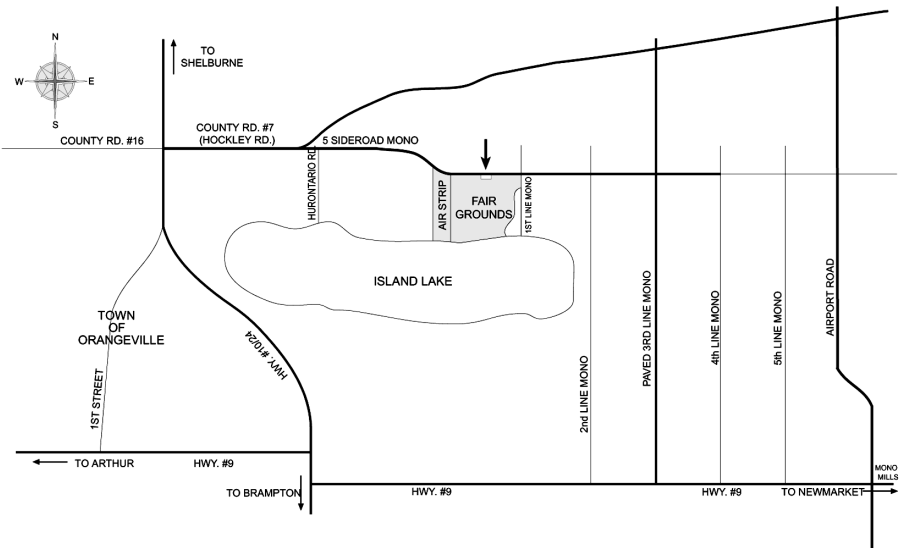 N
W
E
S
TO
SHELBURNE
COUNTY RD. #16
COUNTY RD. #7
(HOCKLEY RD.)
5 SIDEROAD MONO
HURONTARIO RD.
AIR STRIP
FAIR
GROUNDS
1ST LINE MONO
ISLAND LAKE
TOWN
OF
ORANGEVILLE
HWY. #10/24
1ST STREET
2nd LINE MONO
PAVED 3RD LINE MONO
4th LINE MONO
5th LINE MONO
AIRPORT ROAD
TO ARTHUR
HWY. #9
TO BRAMPTON
HWY. #9
HWY. #9
TO NEWMARKET
MONO
MILLS